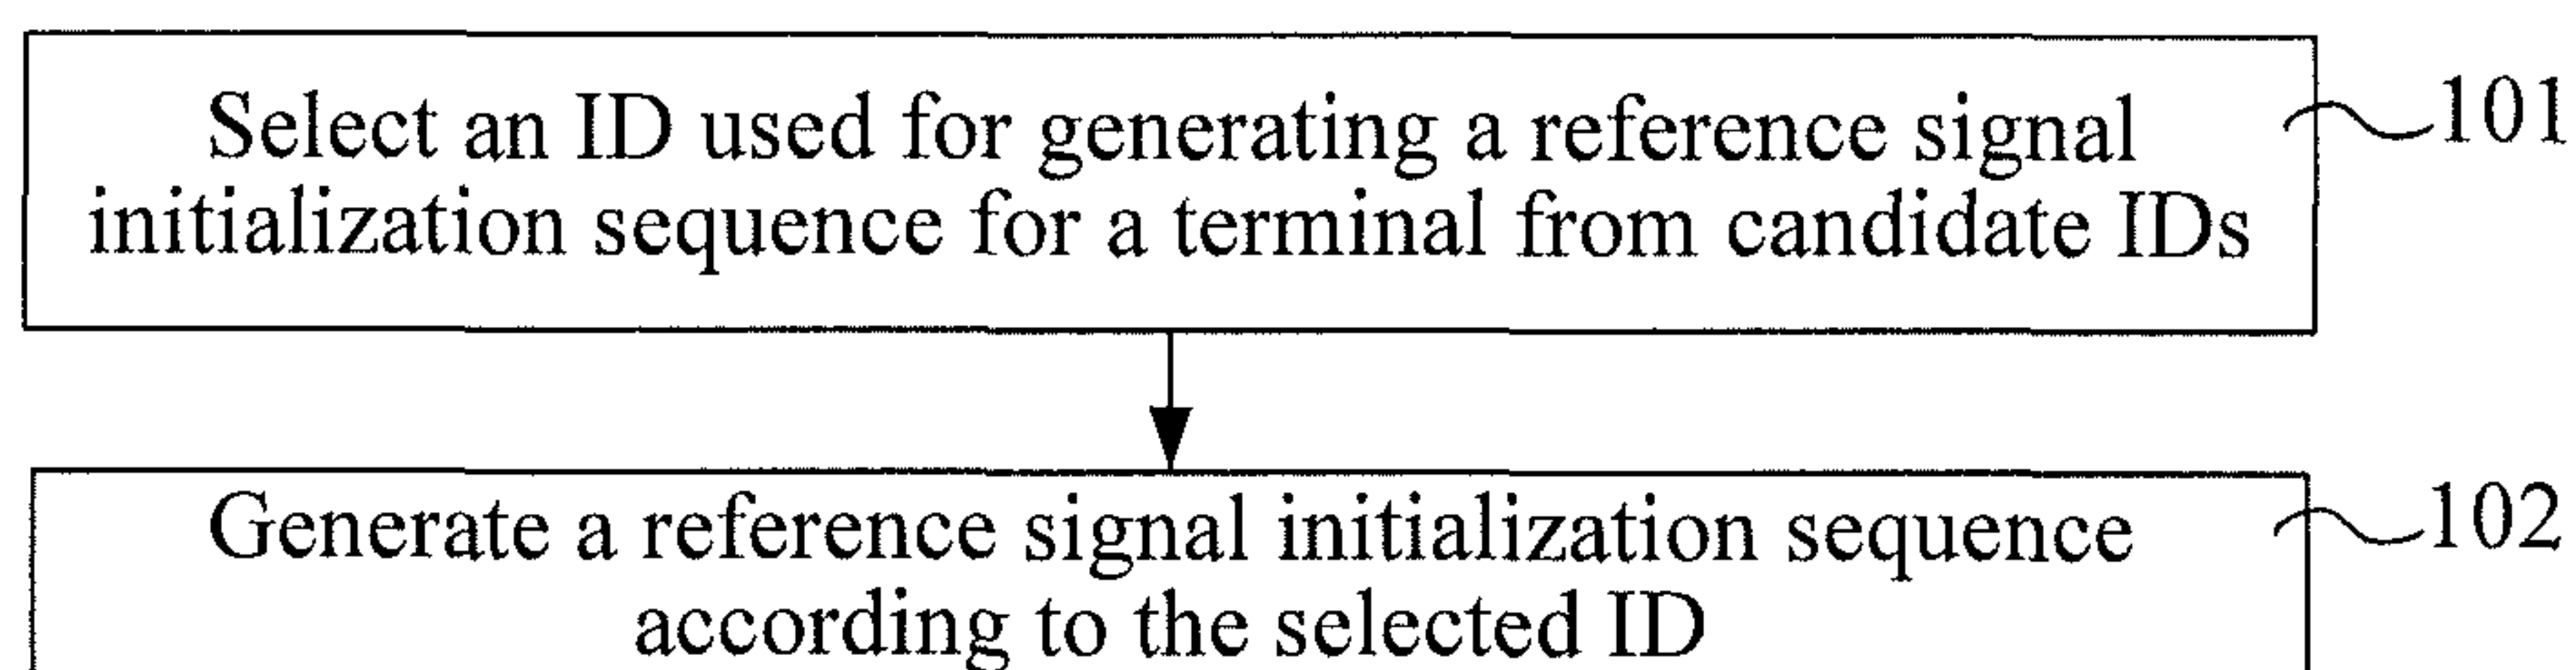 Select an ID used for generating a reference signal
initialization sequence for a terminal from candidate IDs
101
Generate a reference signal initialization sequence
according to the selected ID
102